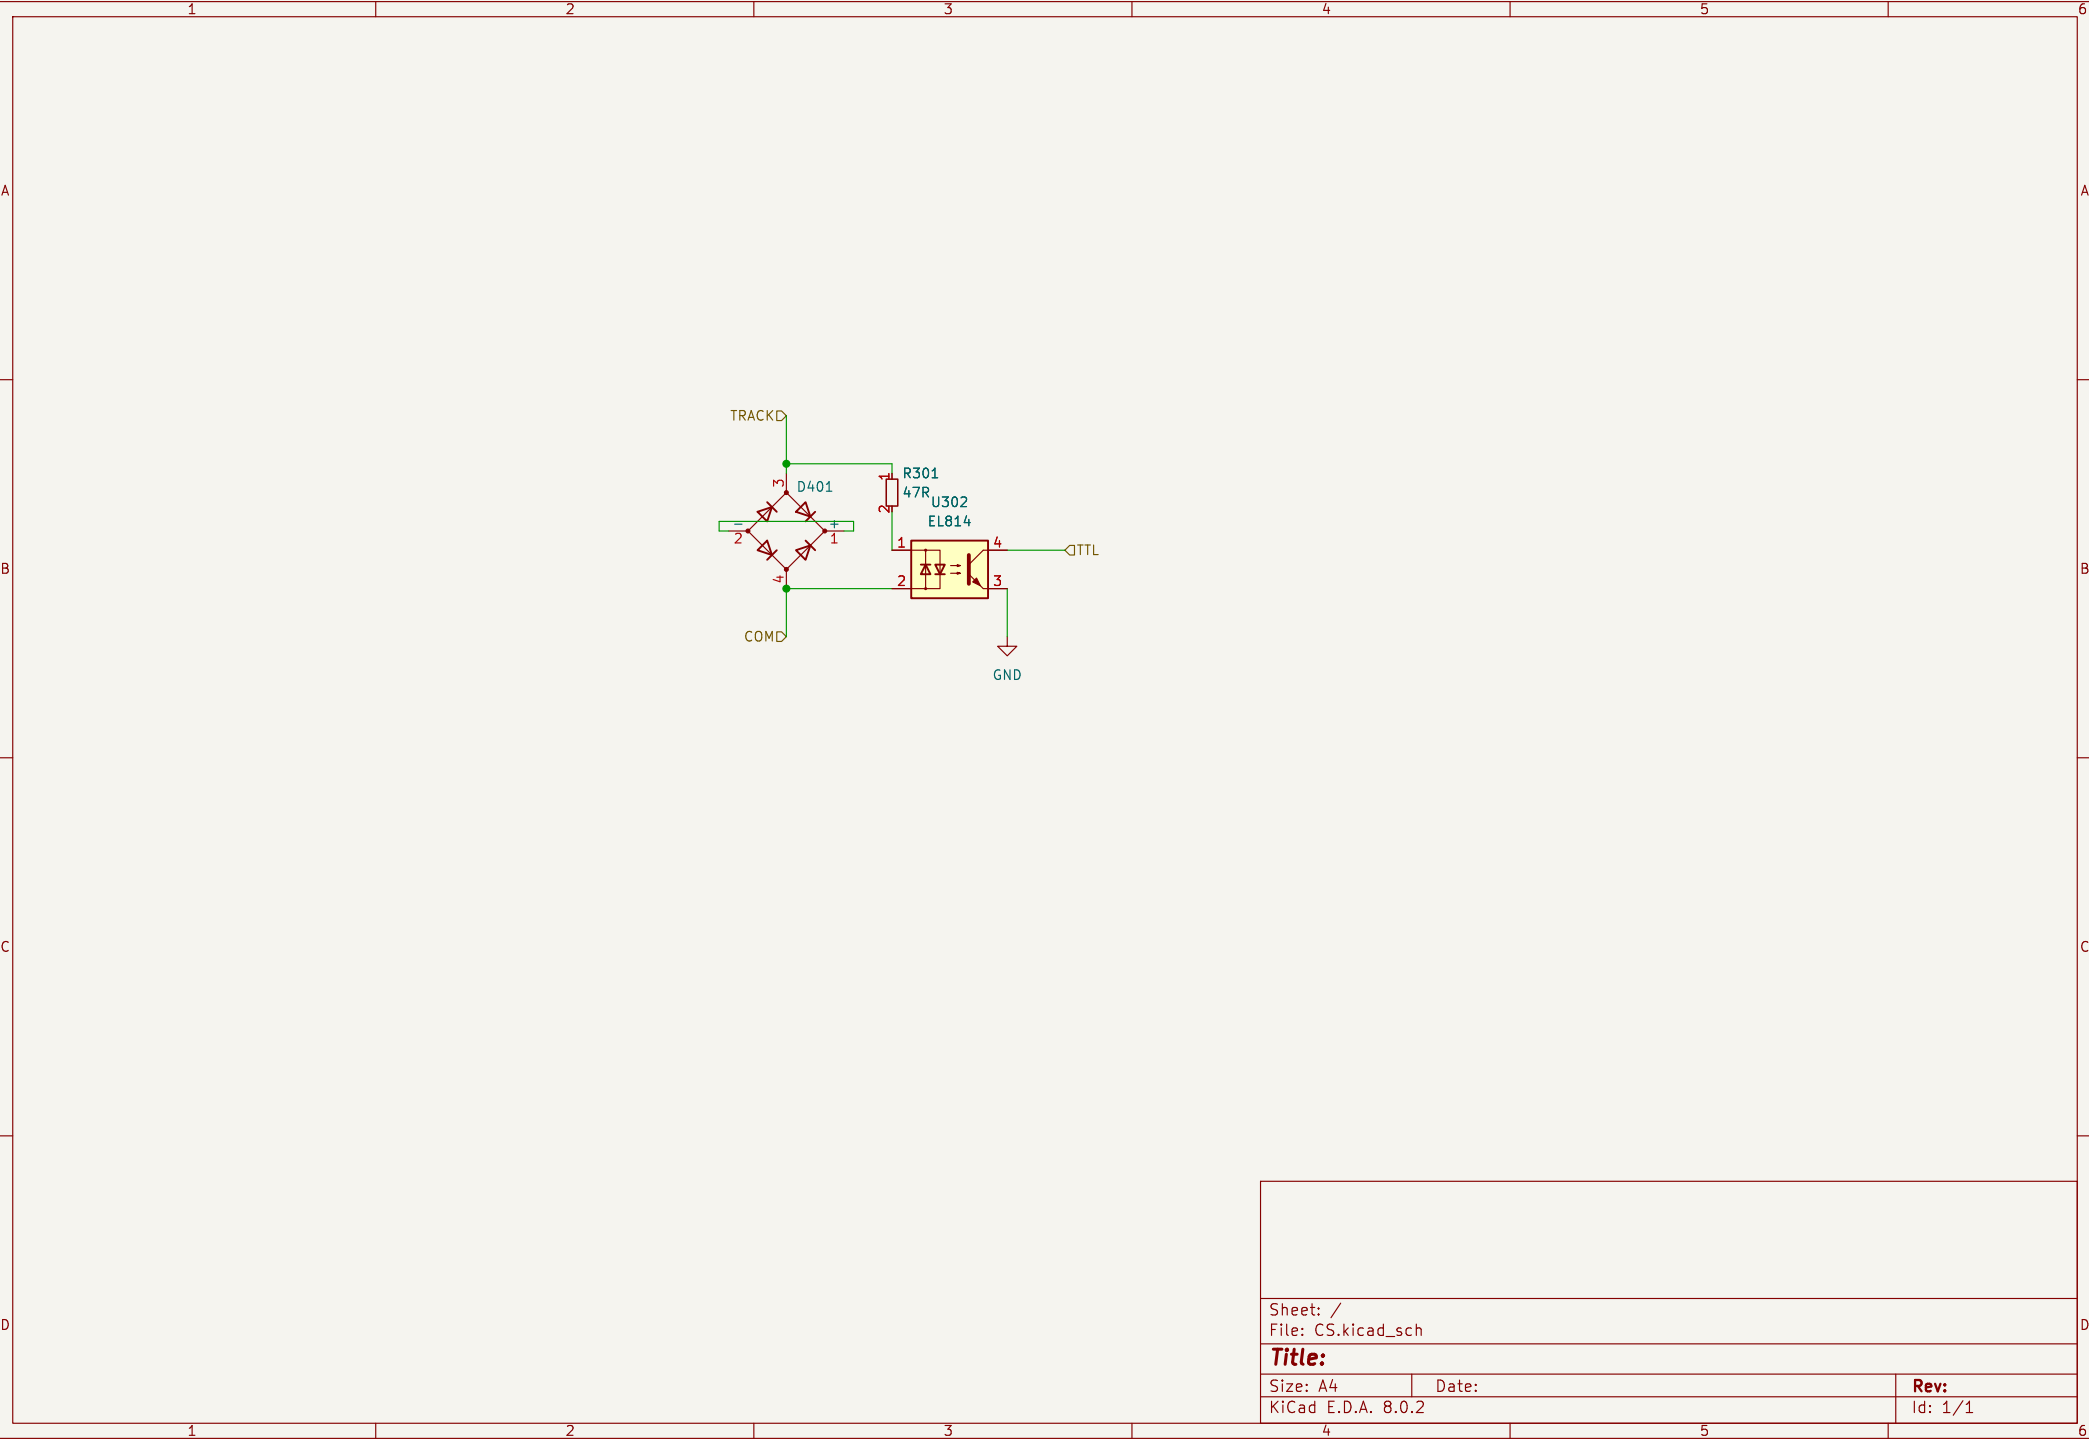 1 2 3 4 5 6
A A
TRACK
R301
47R
1
2
3
D401
U302
EL814
- +
2 1
1 4 TTL
B B
4
2 3
COM
GND
C C
Sheet: /
File: CS.kicad_sch
D D
Title:
Size: A4 Date: Rev:
KiCad E.D.A. 8.0.2 Id: 1/1
1 2 3 4 5 6